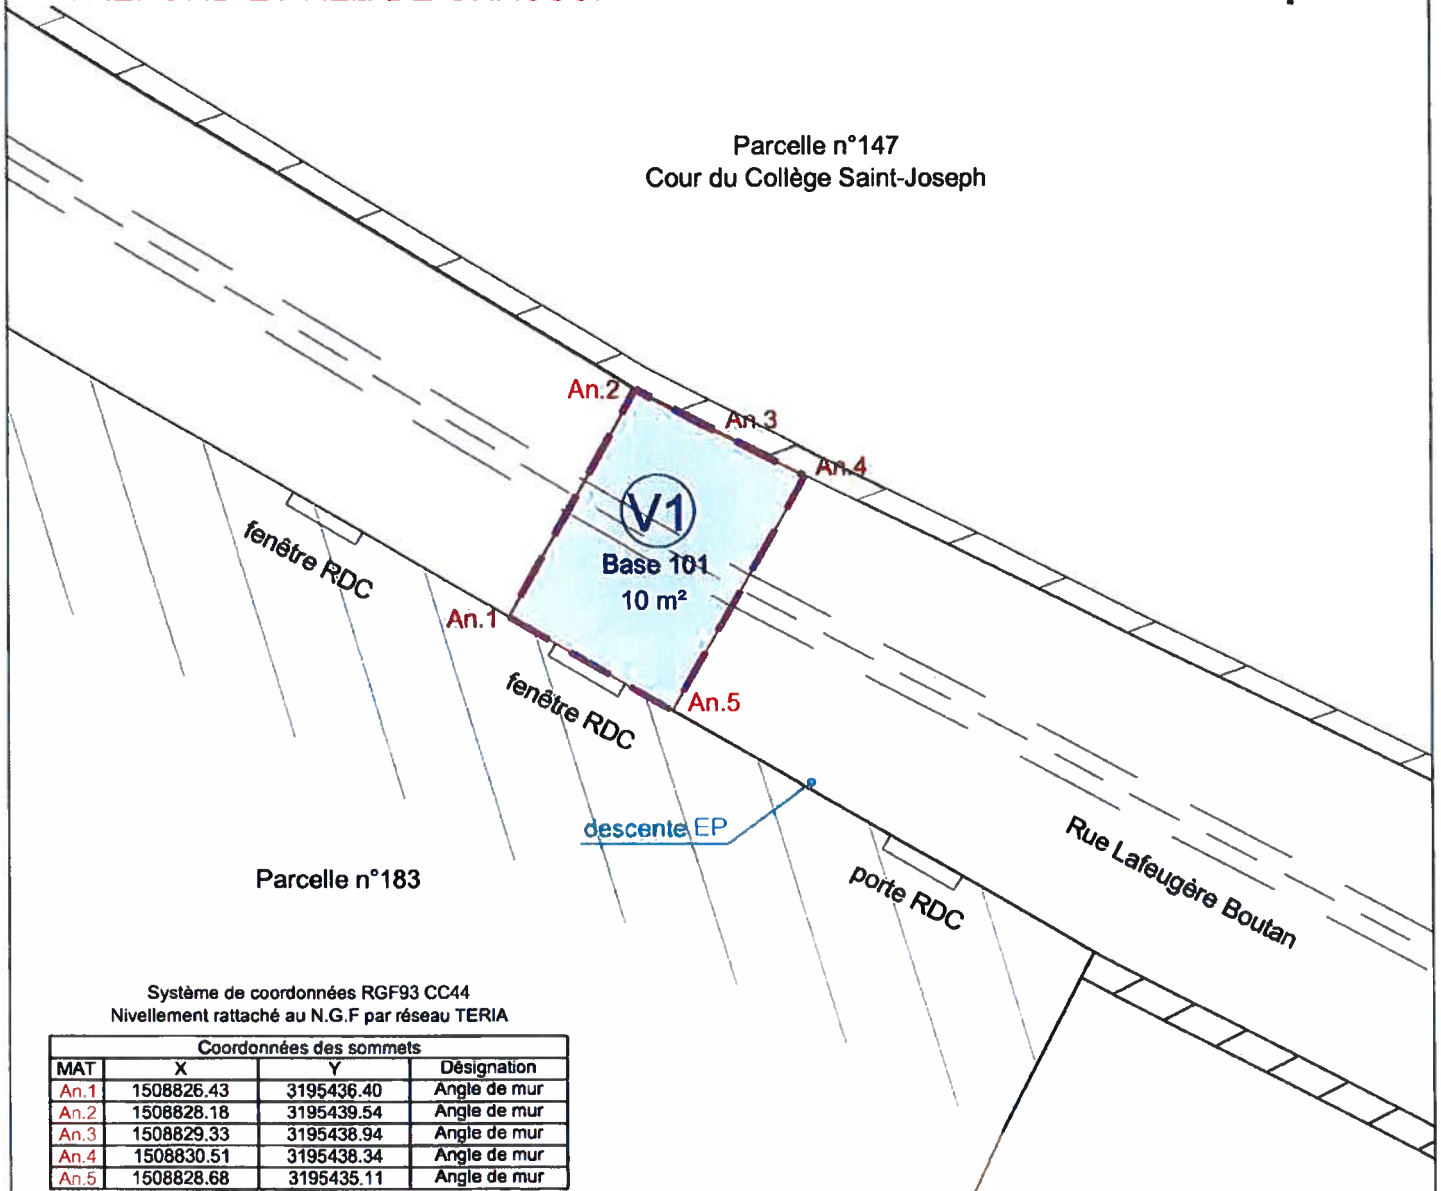 Parcelle n°147
Cour du Collège Saint-Joseph
An.2
An.3
An.4
V1
Base 101
10 m²
fenêtre RDC
An.1
fenêtre RDC
An.5
descente EP
Rue Lafeugère Boutan
porte RDC
Parcelle n°183
Système de coordonnées RGF93 CC44
Nivellement rattaché au N.G.F par réseau TERIA
Coordonnées des sommets
MAT X Y Désignation
An.1 1508826.43 3195436.40 Angle de mur
An.2 1508828.18 3195439.54 Angle de mur
An.3 1508829.33 3195438.94 Angle de mur
An.4 1508830.51 3195438.34 Angle de mur
An.5 1508828.68 3195435.11 Angle de mur